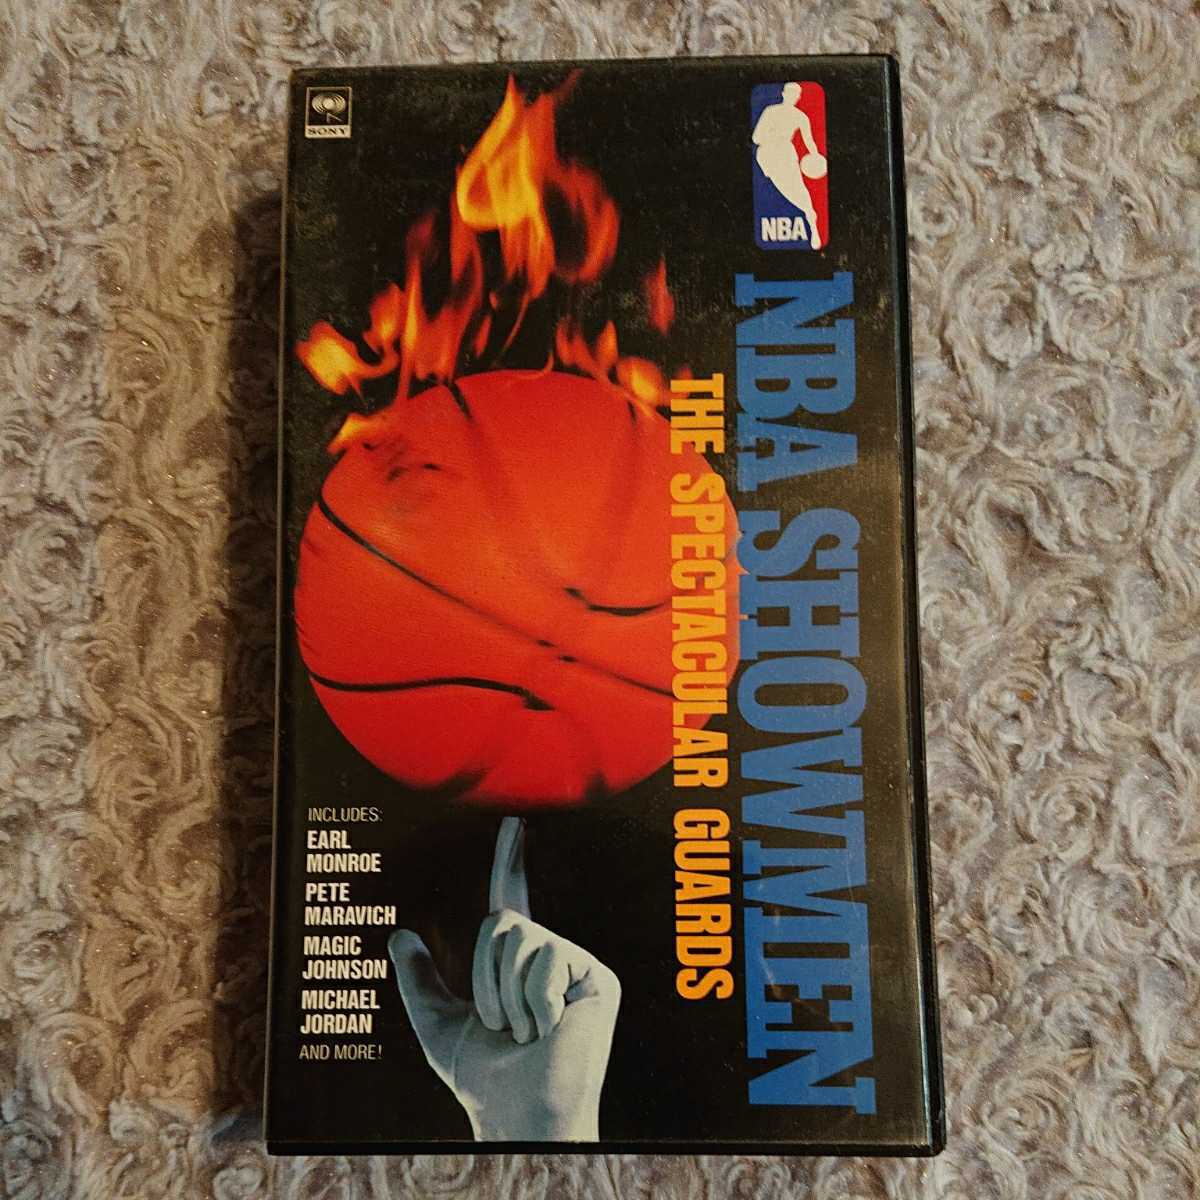 SONY
NBA
NBA SHOWMEN
THE SPECTACULAR GUARDS
INCLUDES:
EARL
MONROE
PETE
MARAVICH
MAGIC
JOHNSON
MICHAEL
JORDAN
AND MORE!